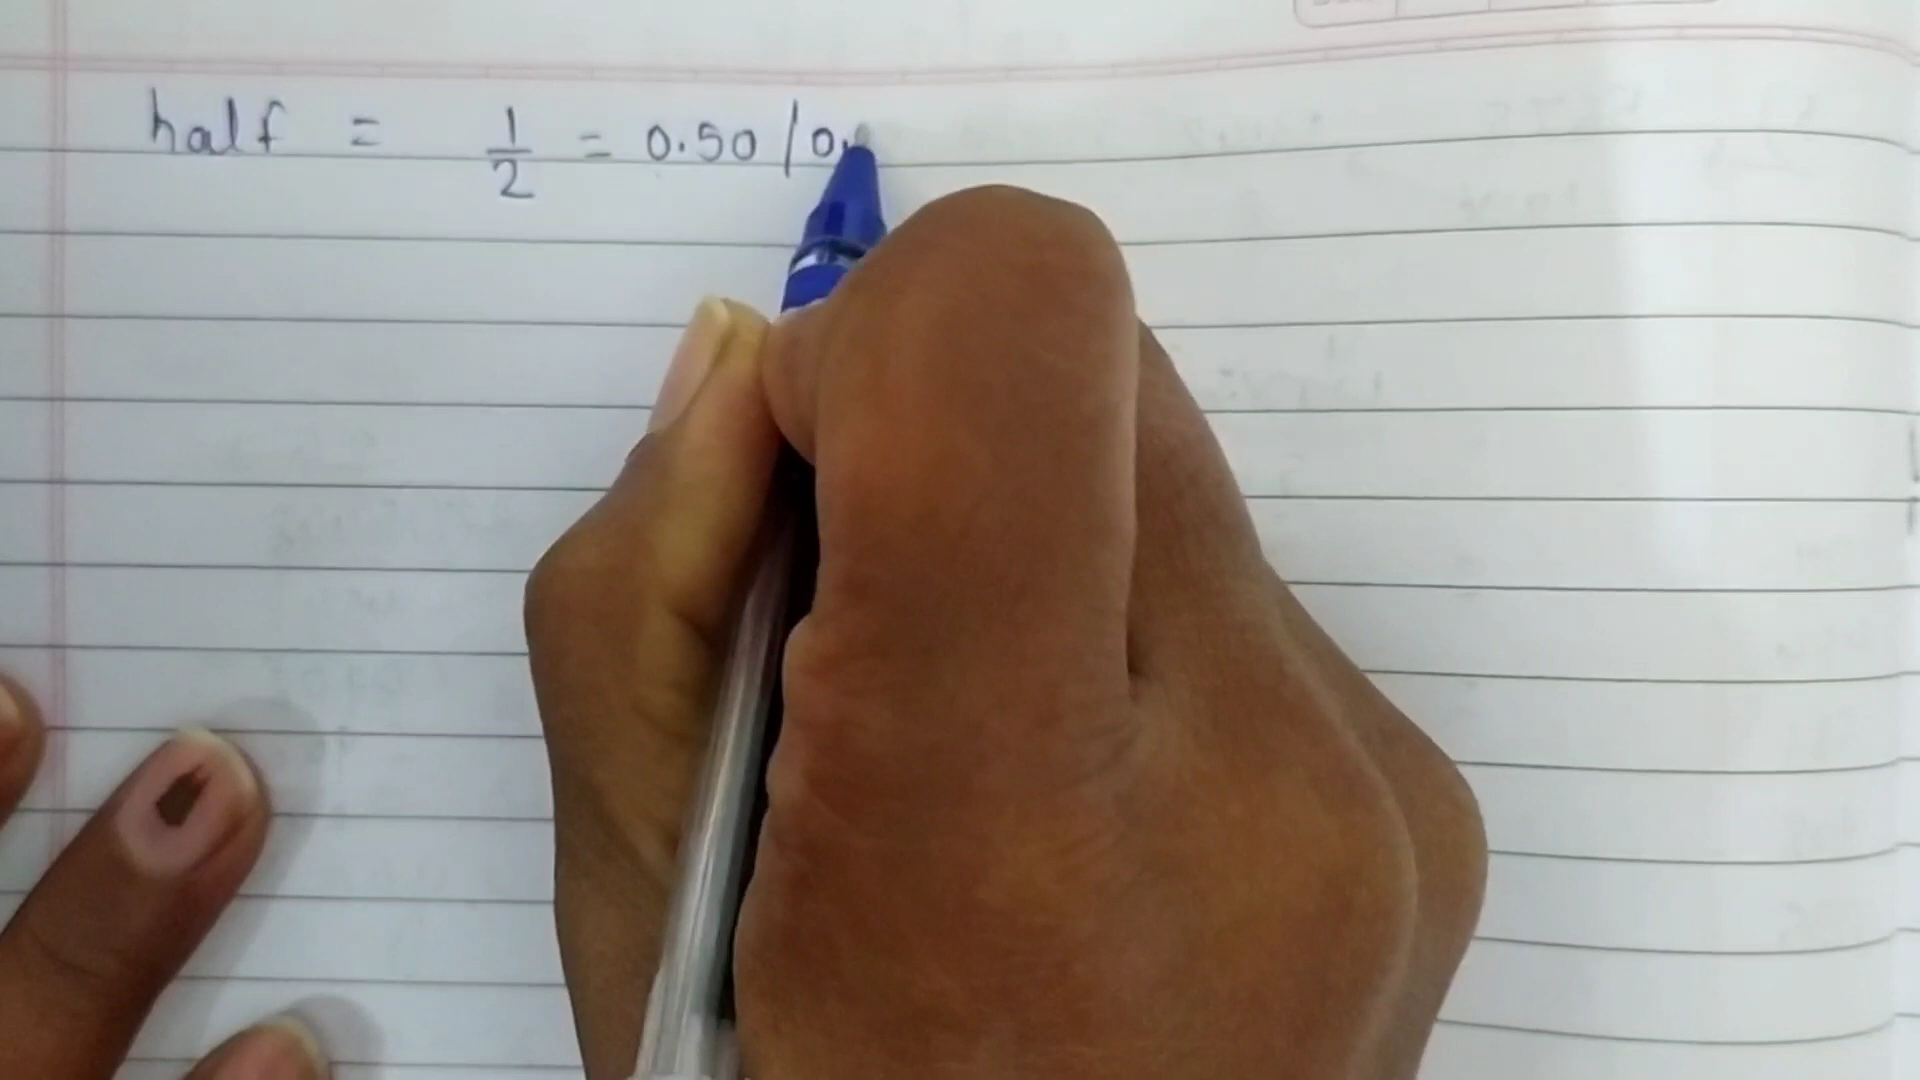 half = 1/2 = 0.50 / 0.